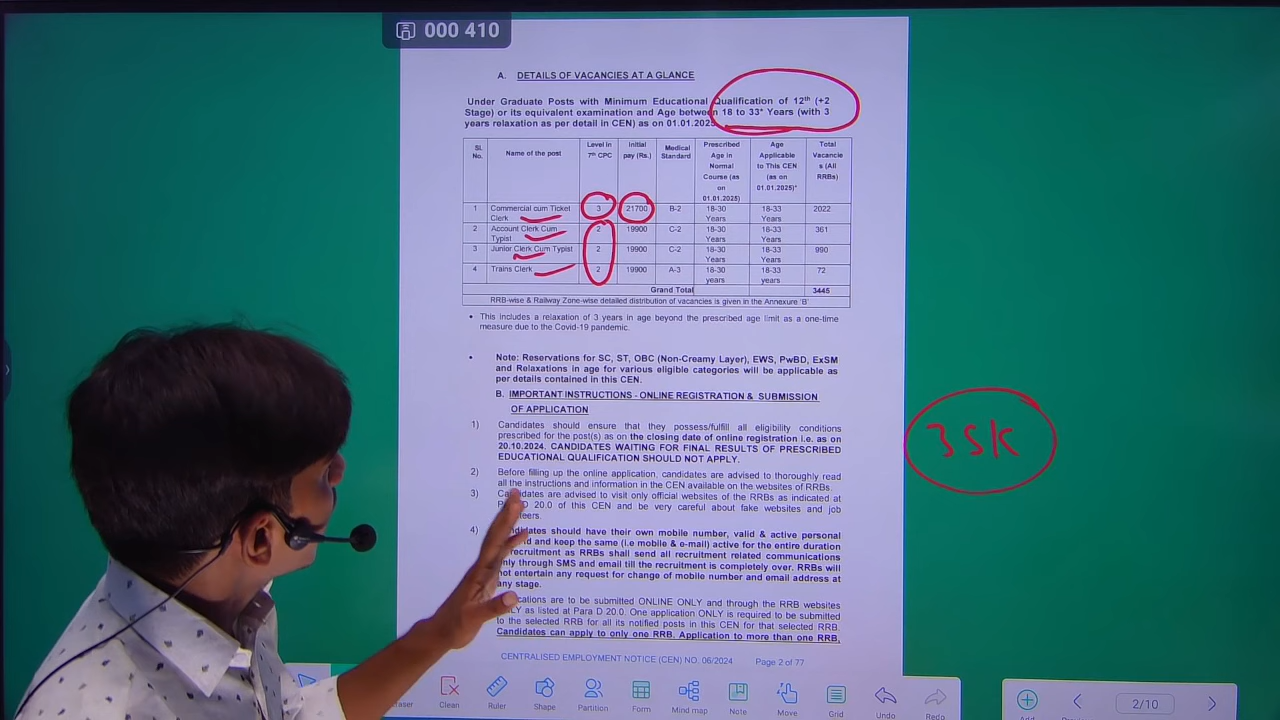 000 410
A. DETAILS OF VACANCIES AT A GLANCE
Under Graduate Posts with Minimum Educational Qualification of 12th (+2
Stage) or its equivalent examination and Age between 18 to 33* Years (with 3
years relaxation as per detail in CEN) as on 01.01.2025
Sl. No. Name of the post Level in 7th CPC Initial pay (Rs.) Medical Standard Prescribed Age in Normal Course (as on 01.01.2025) Age Applicable to This CEN (as on 01.01.2025)* Total Vacancies (All RRBs)
1 Commercial cum Ticket Clerk 3 21700 B-2 18-30 Years 18-33 Years 2022
2 Account Clerk Cum Typist 2 19900 C-2 18-30 Years 18-33 Years 361
3 Junior Clerk Cum Typist 2 19900 C-2 18-30 Years 18-33 Years 990
4 Trains Clerk 2 19900 A-3 18-30 years 18-33 years 72
Grand Total 3445
RRB-wise & Railway Zone-wise detailed distribution of vacancies is given in the Annexure 'B'
• This includes a relaxation of 3 years in age beyond the prescribed age limit as a one-time
measure due to the Covid-19 pandemic.
• Note: Reservations for SC, ST, OBC (Non-Creamy Layer), EWS, PwBD, ExSM
and Relaxations in age for various eligible categories will be applicable as
per details contained in this CEN.
B. IMPORTANT INSTRUCTIONS - ONLINE REGISTRATION & SUBMISSION
OF APPLICATION
1) Candidates should ensure that they possess/fulfill all eligibility conditions
prescribed for the post(s) as on the closing date of online registration i.e. as on
20.10.2024. CANDIDATES WAITING FOR FINAL RESULTS OF PRESCRIBED
EDUCATIONAL QUALIFICATION SHOULD NOT APPLY.
35K
2) Before filling up the online application, candidates are advised to thoroughly read
all the instructions and information in the CEN available on the websites of RRBs.
3) Candidates are advised to visit only official websites of the RRBs as indicated at
D 20.0 of this CEN and be very careful about fake websites and job
4) Candidates should have their own mobile number, valid & active personal
and keep the same (i.e mobile & e-mail) active for the entire duration
recruitment as RRBs shall send all recruitment related communications
only through SMS and email till the recruitment is completely over. RRBs will
not entertain any request for change of mobile number and email address at
any stage.
are to be submitted ONLINE ONLY and through the RRB websites
as listed at Para D 20.0. One application ONLY is required to be submitted
to the selected RRB for all its notified posts in this CEN for that selected RRB.
Candidates can apply to only one RRB. Application to more than one RRB,
CENTRALISED EMPLOYMENT NOTICE (CEN) NO. 06/2024 Page 2 of 77
Clean Ruler Shape Partition Form Mind map Note Move Grid Undo Redo Add 2/10